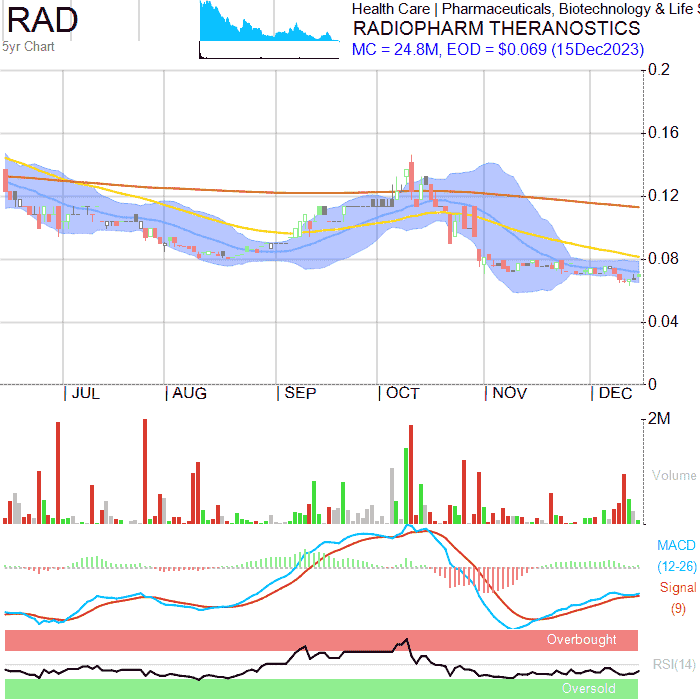 RAD
5yr Chart
Health Care | Pharmaceuticals, Biotechnology & Life S
RADIOPHARM THERANOSTICS
MC = 24.8M, EOD = $0.069 (15Dec2023)
0.2
0.16
0.12
0.08
0.04
0
JUL AUG SEP OCT NOV DEC
2M
Volume
MACD
(12-26)
Signal
(9)
Overbought
RSI(14)
Oversold